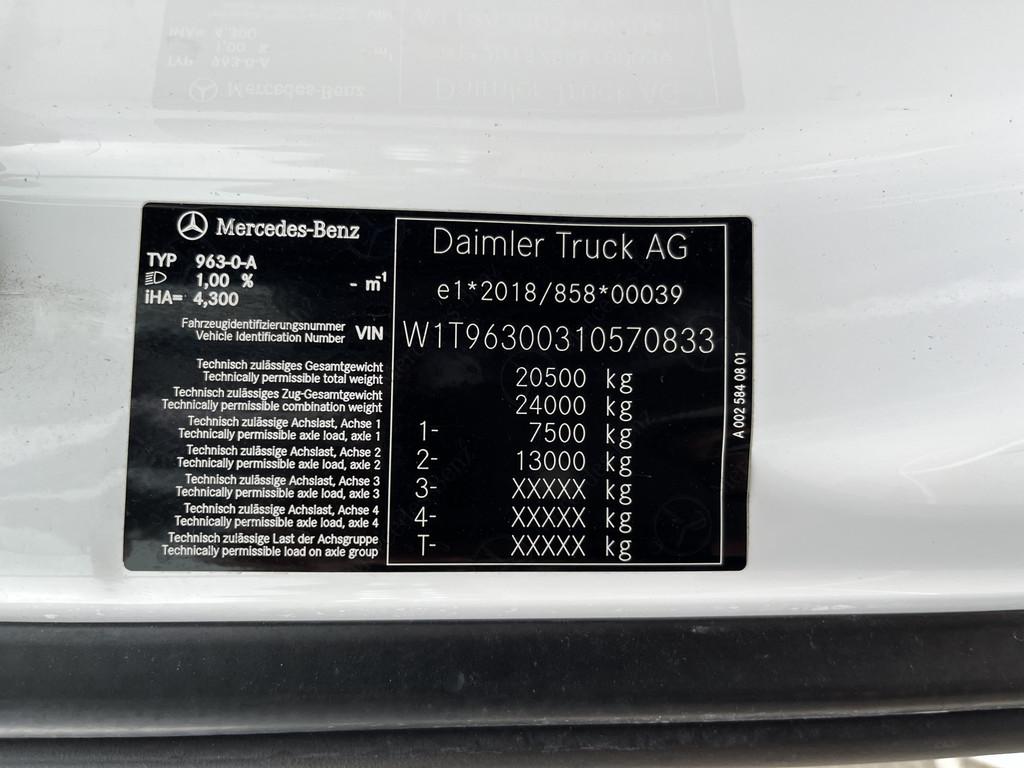 Mercedes-Benz
TYP 963-0-A
1,00 % - m⁻¹
iHA= 4,300
Daimler Truck AG
e1*2018/858*00039
Fahrzeugidentifizierungsnummer
Vehicle Identification Number VIN W1T96300310570833
Technisch zulässiges Gesamtgewicht
Technically permissible total weight 20500 kg
Technisch zulässiges Zug-Gesamtgewicht
Technically permissible combination weight 24000 kg
Technisch zulässige Achslast, Achse 1
Technically permissible axle load, axle 1 1- 7500 kg
Technisch zulässige Achslast, Achse 2
Technically permissible axle load, axle 2 2- 13000 kg
Technisch zulässige Achslast, Achse 3
Technically permissible axle load, axle 3 3- XXXXX kg
Technisch zulässige Achslast, Achse 4
Technically permissible axle load, axle 4 4- XXXXX kg
Technisch zulässige Last der Achsgruppe
Technically permissible load on axle group T- XXXXX kg
A 002 584 08 01